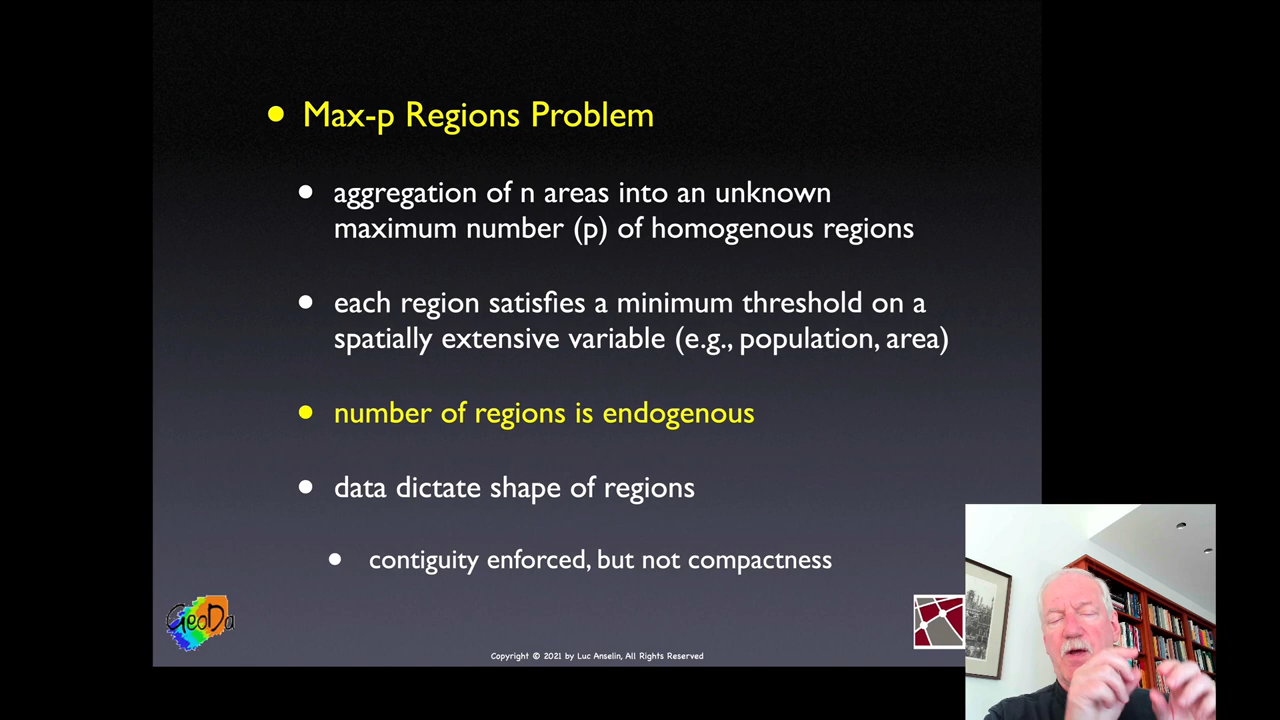 Max-p Regions Problem
aggregation of n areas into an unknown
maximum number (p) of homogenous regions
each region satisfies a minimum threshold on a
spatially extensive variable (e.g., population, area)
number of regions is endogenous
data dictate shape of regions
contiguity enforced, but not compactness
GeoDa
Copyright © 2021 by Luc Anselin, All Rights Reserved